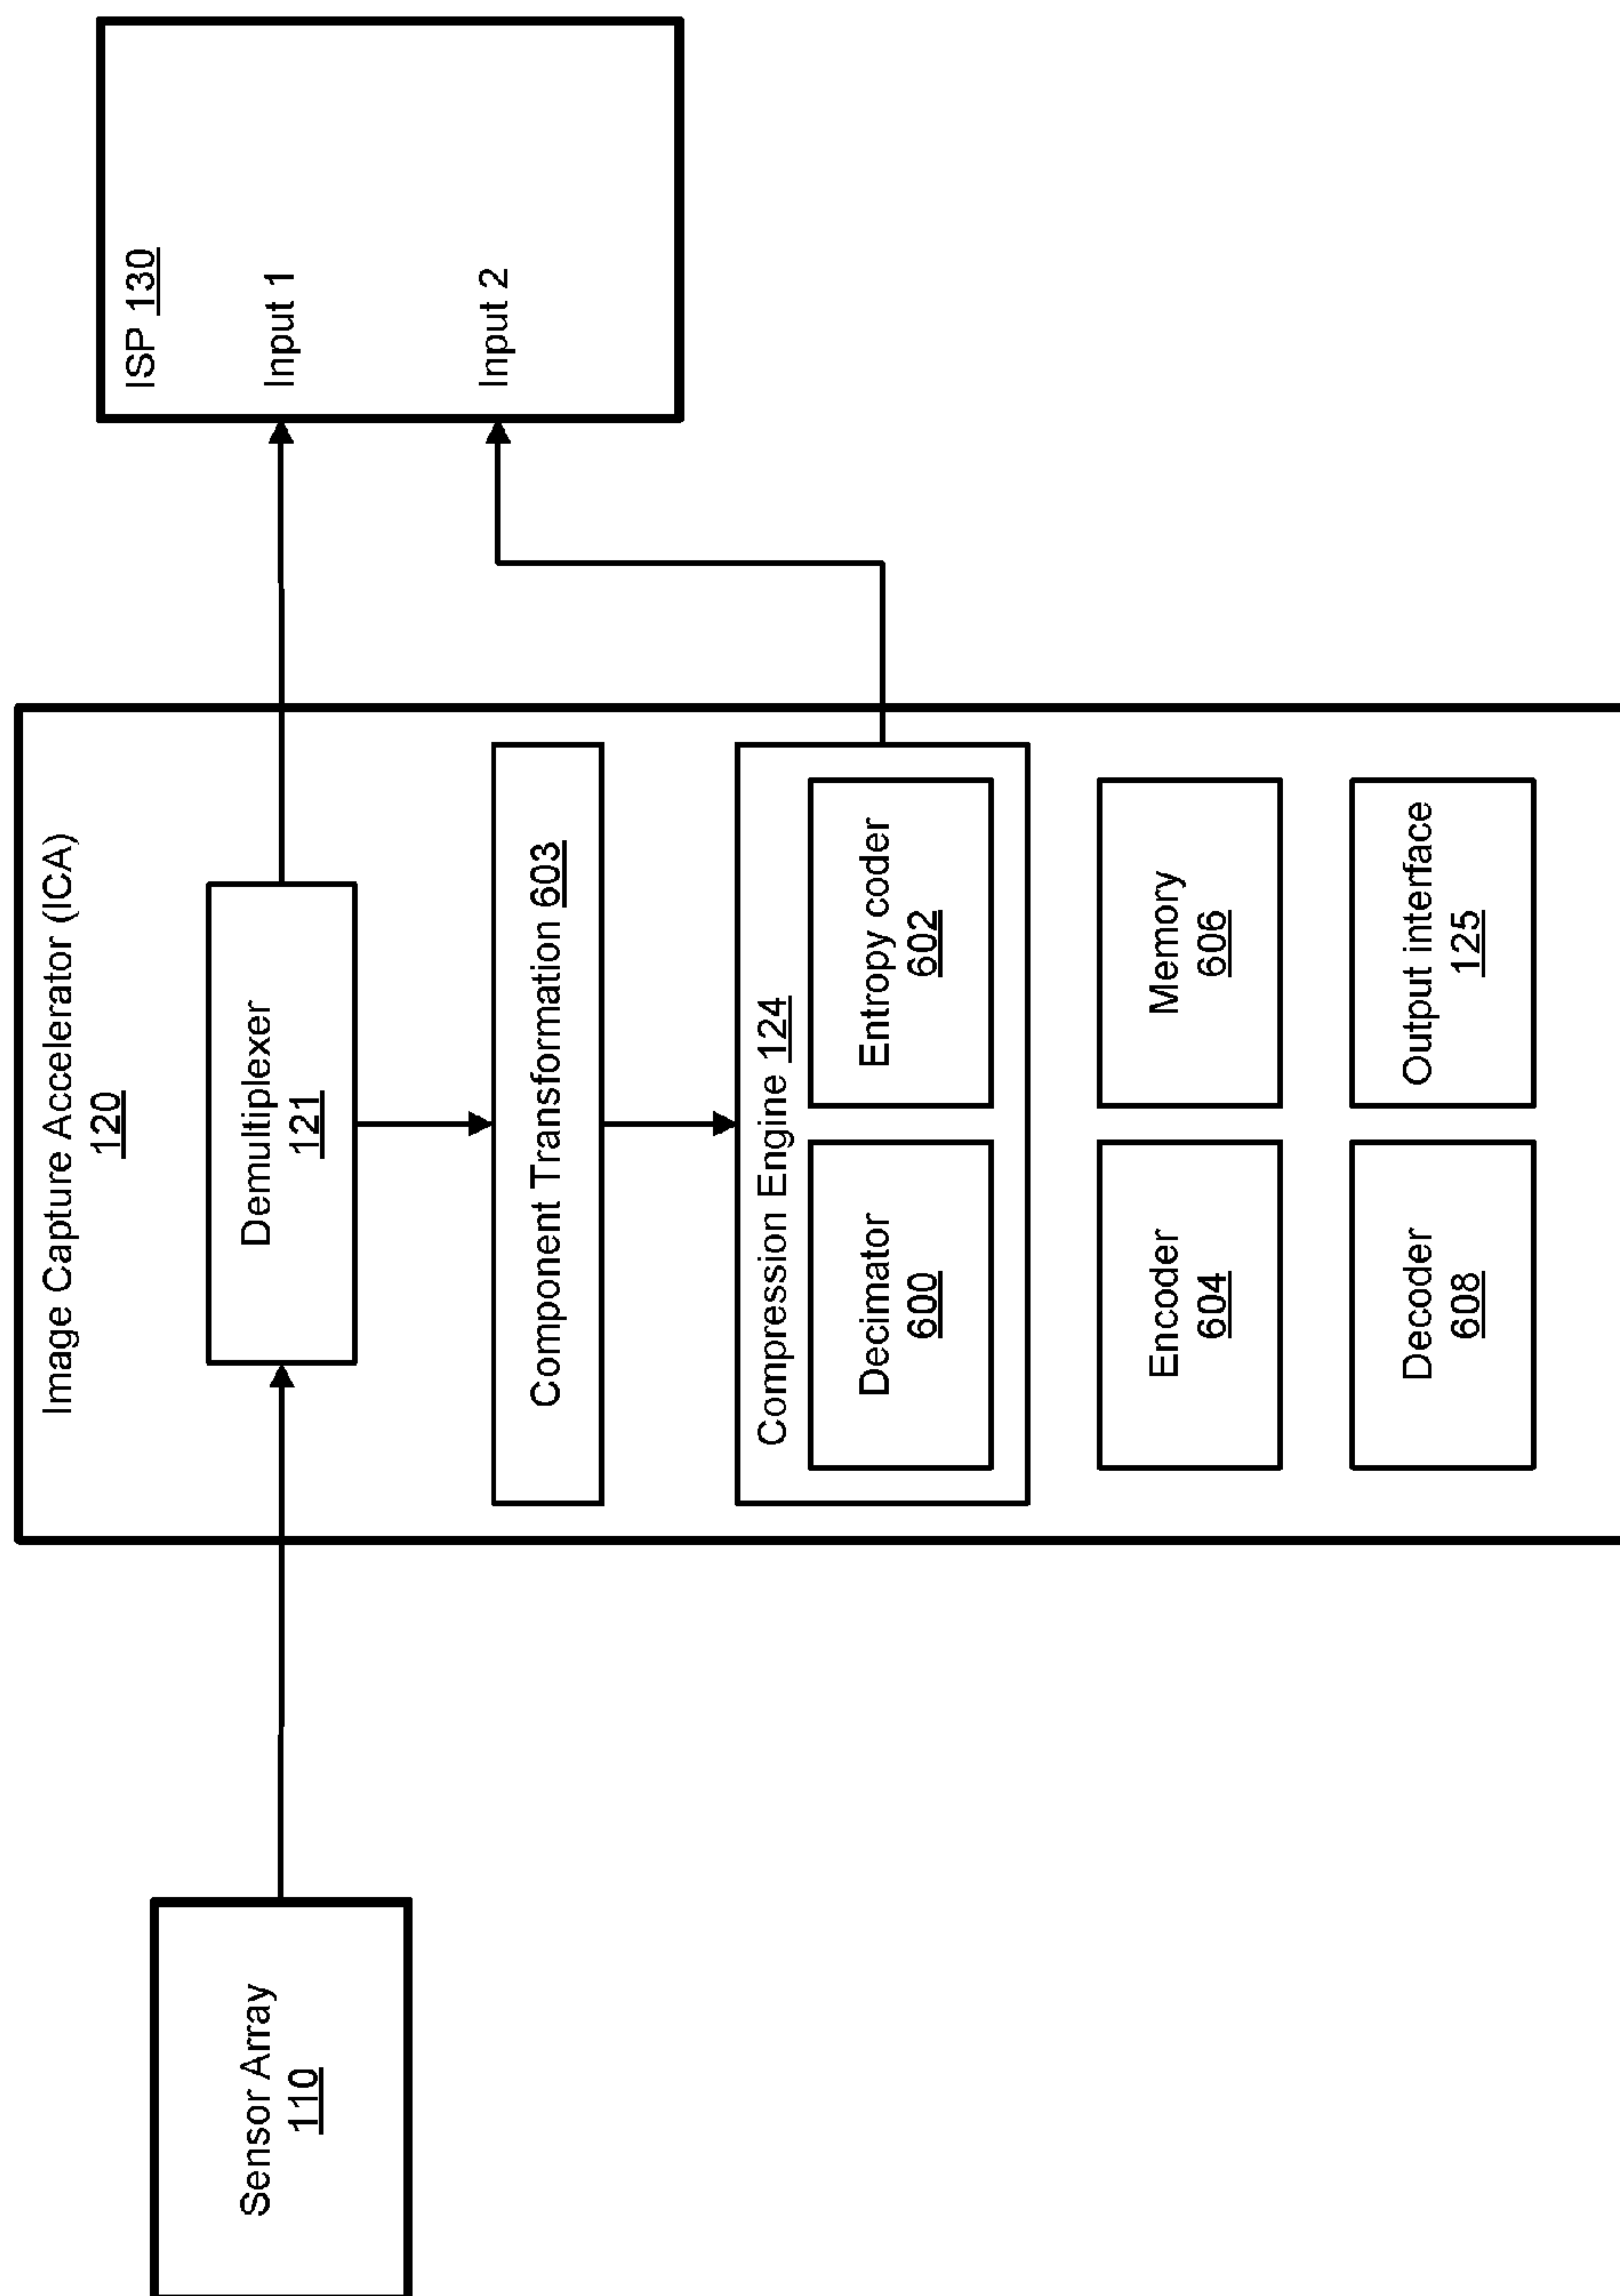 Sensor Array
110
Image Capture Accelerator (ICA)
120
Demultiplexer
121
Component Transformation 603
Compression Engine 124
Decimator
600
Entropy coder
602
Encoder
604
Memory
606
Decoder
608
Output interface
125
ISP 130
Input 1
Input 2